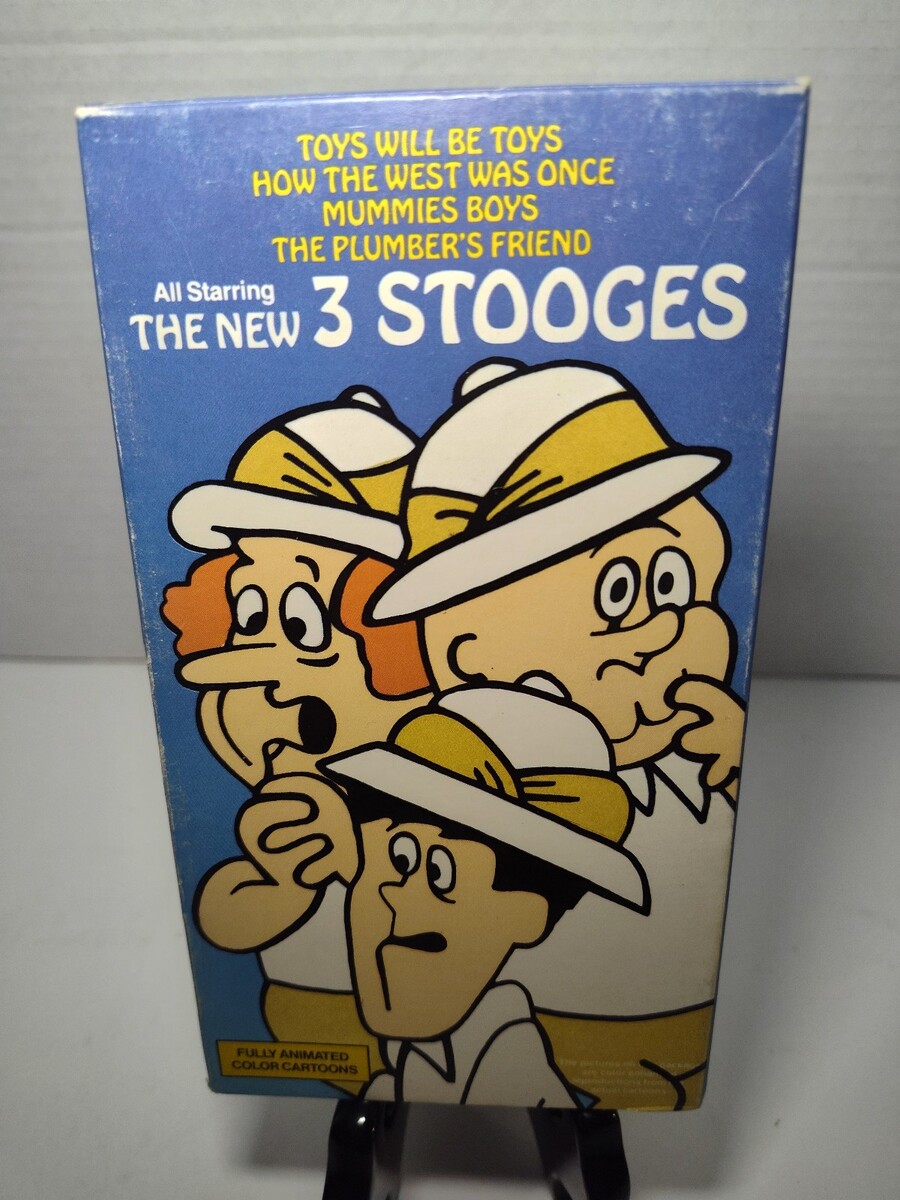 TOYS WILL BE TOYS
HOW THE WEST WAS ONCE
MUMMIES BOYS
THE PLUMBER'S FRIEND
All Starring
THE NEW 3 STOOGES
FULLY ANIMATED
COLOR CARTOONS